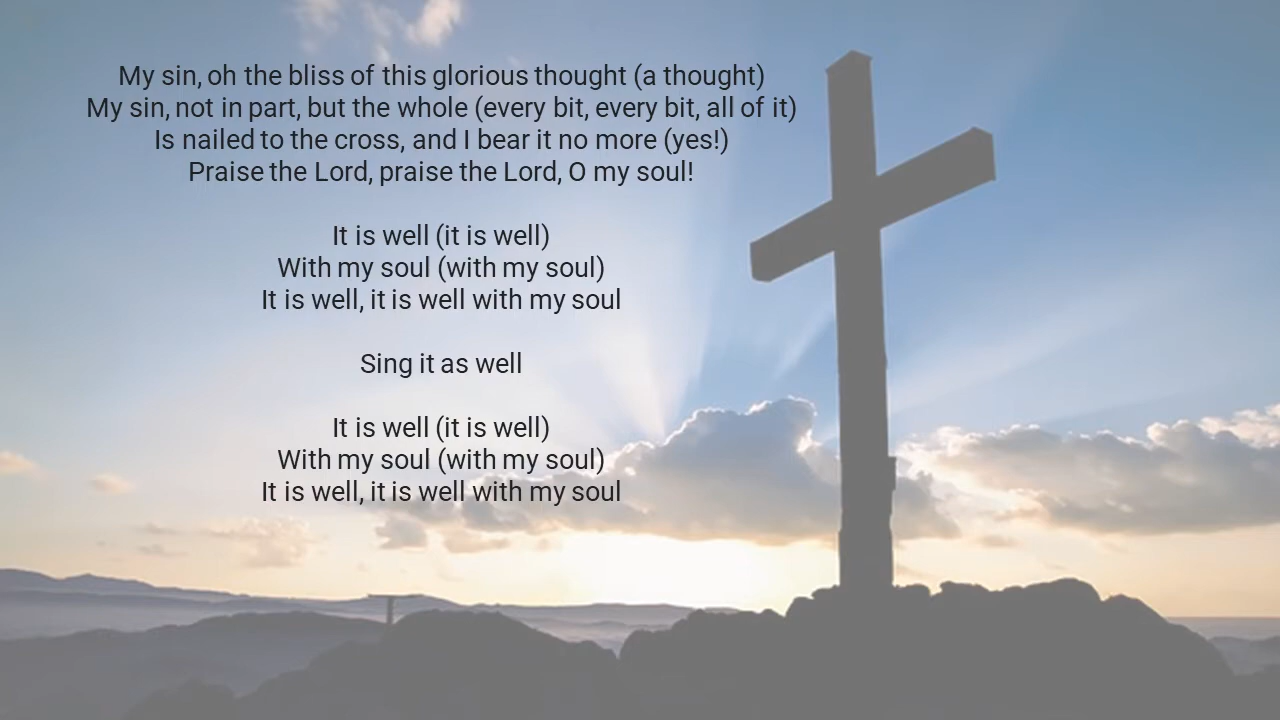 My sin, oh the bliss of this glorious thought (a thought)
My sin, not in part, but the whole (every bit, every bit, all of it)
Is nailed to the cross, and I bear it no more (yes!)
Praise the Lord, praise the Lord, O my soul!
It is well (it is well)
With my soul (with my soul)
It is well, it is well with my soul
Sing it as well
It is well (it is well)
With my soul (with my soul)
It is well, it is well with my soul